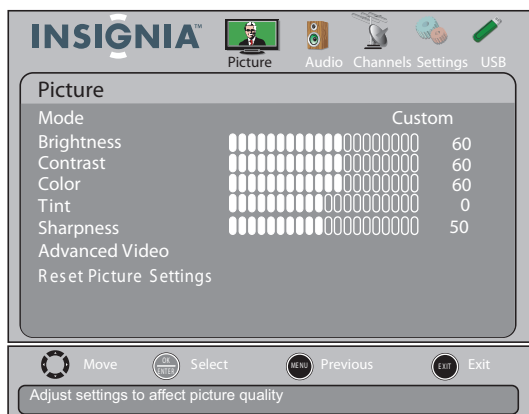 INSIGNIA™
Picture Audio Channels Settings USB
Picture
Mode Custom
Brightness 60
Contrast 60
Color 60
Tint 0
Sharpness 50
Advanced Video
Reset Picture Settings
Move OK ENTER Select MENU Previous EXIT Exit
Adjust settings to affect picture quality